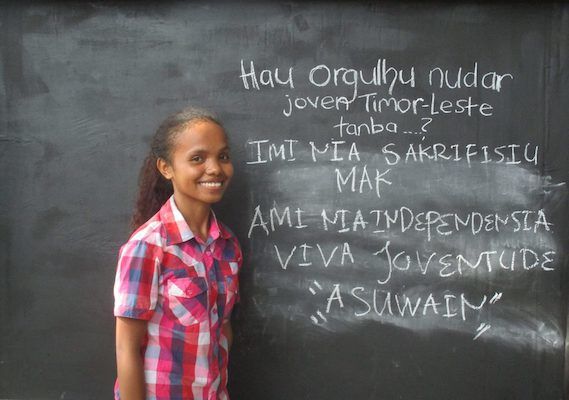 Hau orgulhu nudar
joven Timor-Leste
tanba...?
IMI NIA SAKRIFISIU
MAK
AMI NIA INDEPENDENSIA
VIVA JOVENTUDE
"ASUWAIN"